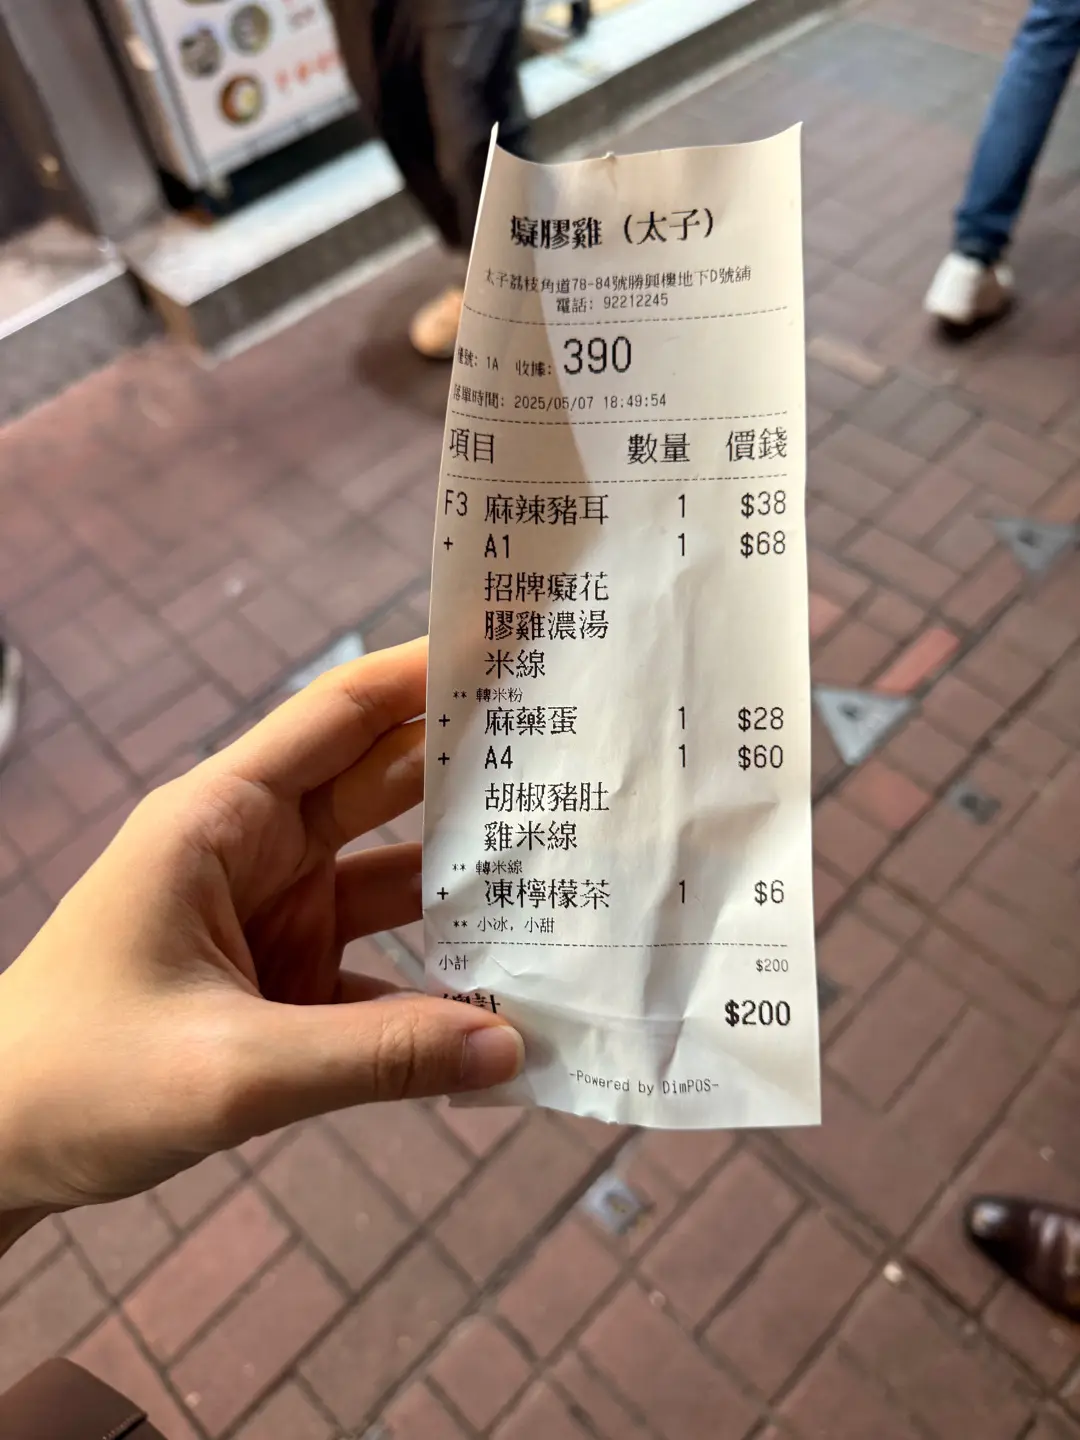 癡膠雞（太子）
太子荔枝角道78-84號勝興樓地下D號舖
電話: 92212245
號: 1A 收據: 390
落單時間: 2025/05/07 18:49:54
項目 數量 價錢
F3 麻辣豬耳 1 $38
+ A1 1 $68
招牌癡花
膠雞濃湯
米線
** 轉米粉
+ 麻藥蛋 1 $28
+ A4 1 $60
胡椒豬肚
雞米線
** 轉米線
+ 凍檸檬茶 1 $6
** 小冰, 小甜
小計 $200
總計 $200
-Powered by DimPOS-